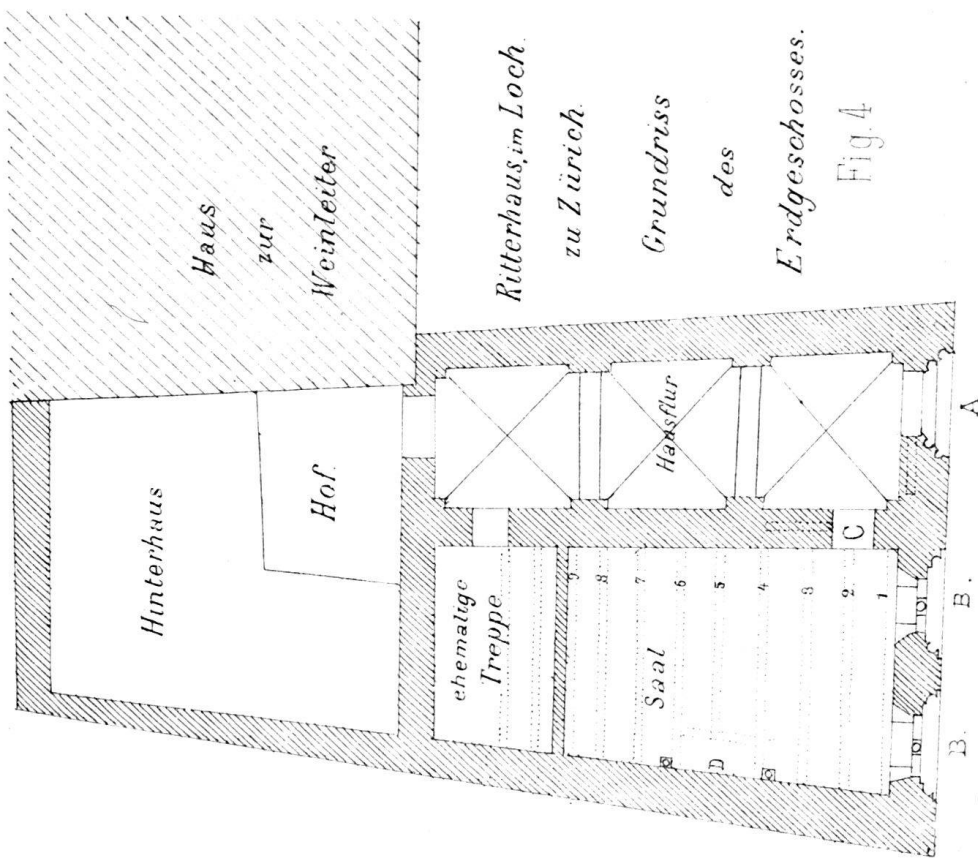 Ritterhaus, im Loch
zu Zürich.
Grundriss
des
Erdgeschosses.
Fig. 4
Haus
zur
Weinleiter
Hinterhaus
Hof.
ehemalige
Treppe
Hausflur
Saal
9
8
7
6
5
4
3
2
1
C
D
A
B.
B.